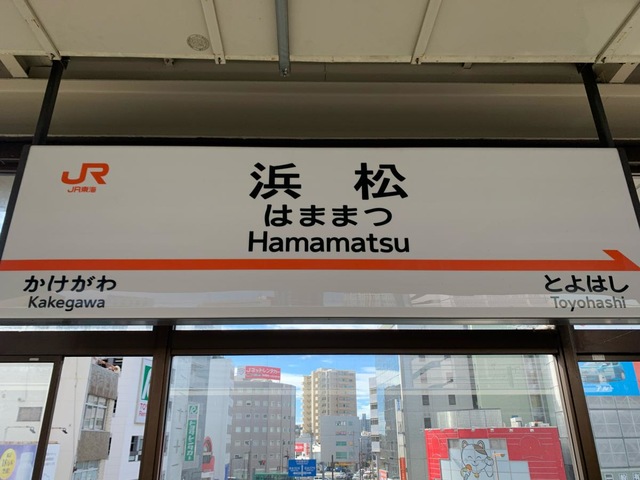 JR
JR東海
浜松
はままつ
Hamamatsu
かけがわ
Kakegawa
とよはし
Toyohashi